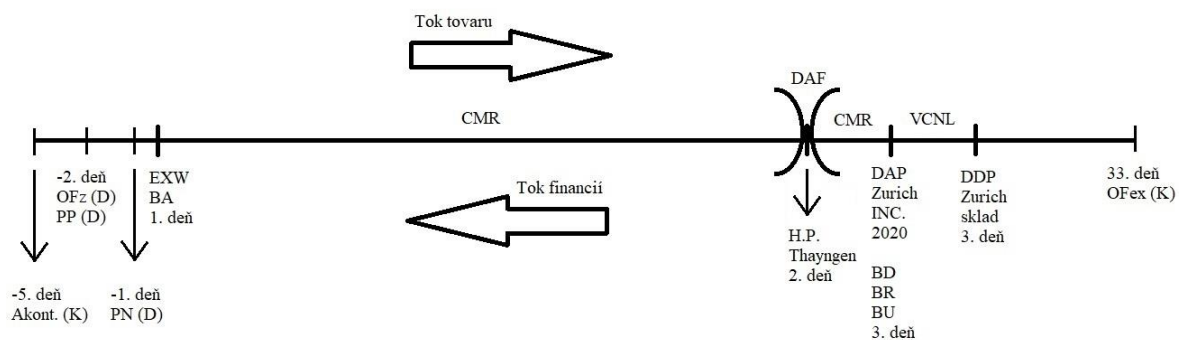 Tok tovaru
DAF
CMR
CMR
VCNL
-2. deň
OFz (D)
PP (D)
EXW
BA
1. deň
Tok financií
DAP
Zurich
INC.
2020
DDP
Zurich
sklad
3. deň
33. deň
OFex (K)
H.P.
Thayngen
2. deň
BD
BR
BU
3. deň
-5. deň
Akont. (K)
-1. deň
PN (D)